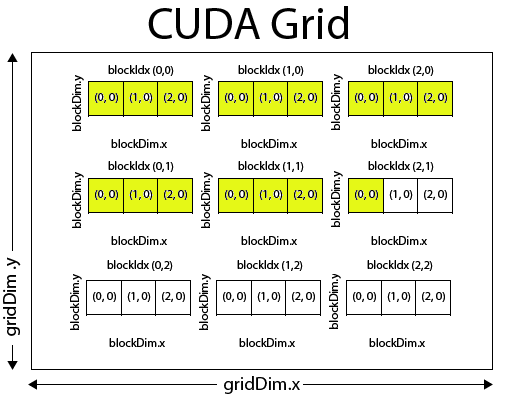 CUDA Grid
blockIdx (0,0) blockIdx (1,0) blockIdx (2,0)
blockDim.y (0, 0) (1, 0) (2, 0) blockDim.y (0, 0) (1, 0) (2, 0) blockDim.y (0, 0) (1, 0) (2, 0)
blockDim.x blockDim.x blockDim.x
blockIdx (0,1) blockIdx (1,1) blockIdx (2,1)
blockDim.y (0, 0) (1, 0) (2, 0) blockDim.y (0, 0) (1, 0) (2, 0) blockDim.y (0, 0) (1, 0) (2, 0)
blockDim.x blockDim.x blockDim.x
blockIdx (0,2) blockIdx (1,2) blockIdx (2,2)
blockDim.y (0, 0) (1, 0) (2, 0) blockDim.y (0, 0) (1, 0) (2, 0) blockDim.y (0, 0) (1, 0) (2, 0)
blockDim.x blockDim.x blockDim.x
gridDim .y
gridDim.x